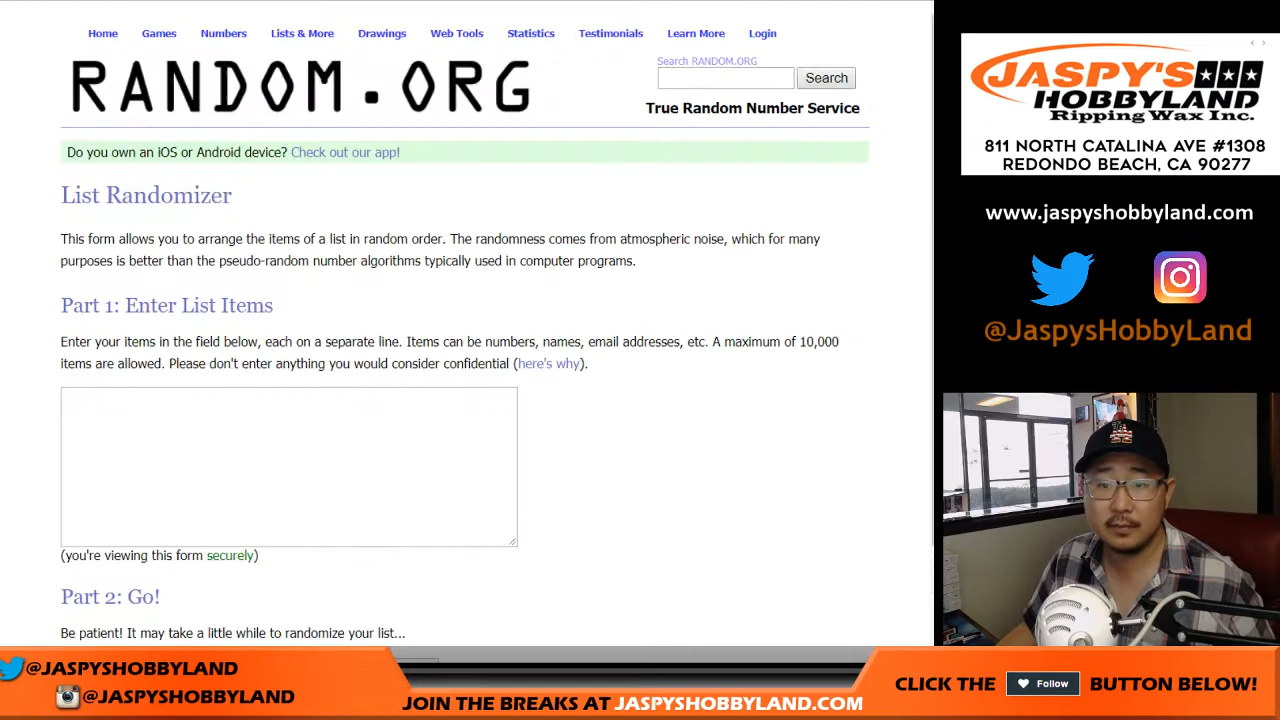 Home Games Numbers Lists & More Drawings Web Tools Statistics Testimonials Learn More Login
RANDOM.ORG
Search RANDOM.ORG
Search
True Random Number Service
Do you own an iOS or Android device? Check out our app!
List Randomizer
This form allows you to arrange the items of a list in random order. The randomness comes from atmospheric noise, which for many
purposes is better than the pseudo-random number algorithms typically used in computer programs.
Part 1: Enter List Items
Enter your items in the field below, each on a separate line. Items can be numbers, names, email addresses, etc. A maximum of 10,000
items are allowed. Please don't enter anything you would consider confidential (here's why).
(you're viewing this form securely)
Part 2: Go!
Be patient! It may take a little while to randomize your list...
JASPY'S
HOBBYLAND
Ripping Wax Inc.
811 NORTH CATALINA AVE #1308
REDONDO BEACH, CA 90277
www.jaspyshobbyland.com
@JaspysHobbyLand
@JASPYSHOBBYLAND
@JASPYSHOBBYLAND
JOIN THE BREAKS AT JASPYSHOBBYLAND.COM
CLICK THE Follow BUTTON BELOW!